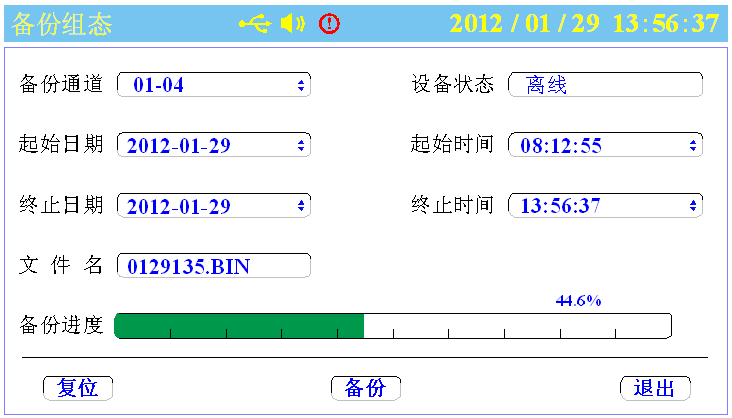 备份组态 2012 / 01 / 29 13:56:37
备份通道 01-04 设备状态 离线
起始日期 2012-01-29 起始时间 08:12:55
终止日期 2012-01-29 终止时间 13:56:37
文 件 名 0129135.BIN
44.6%
备份进度
复位 备份 退出